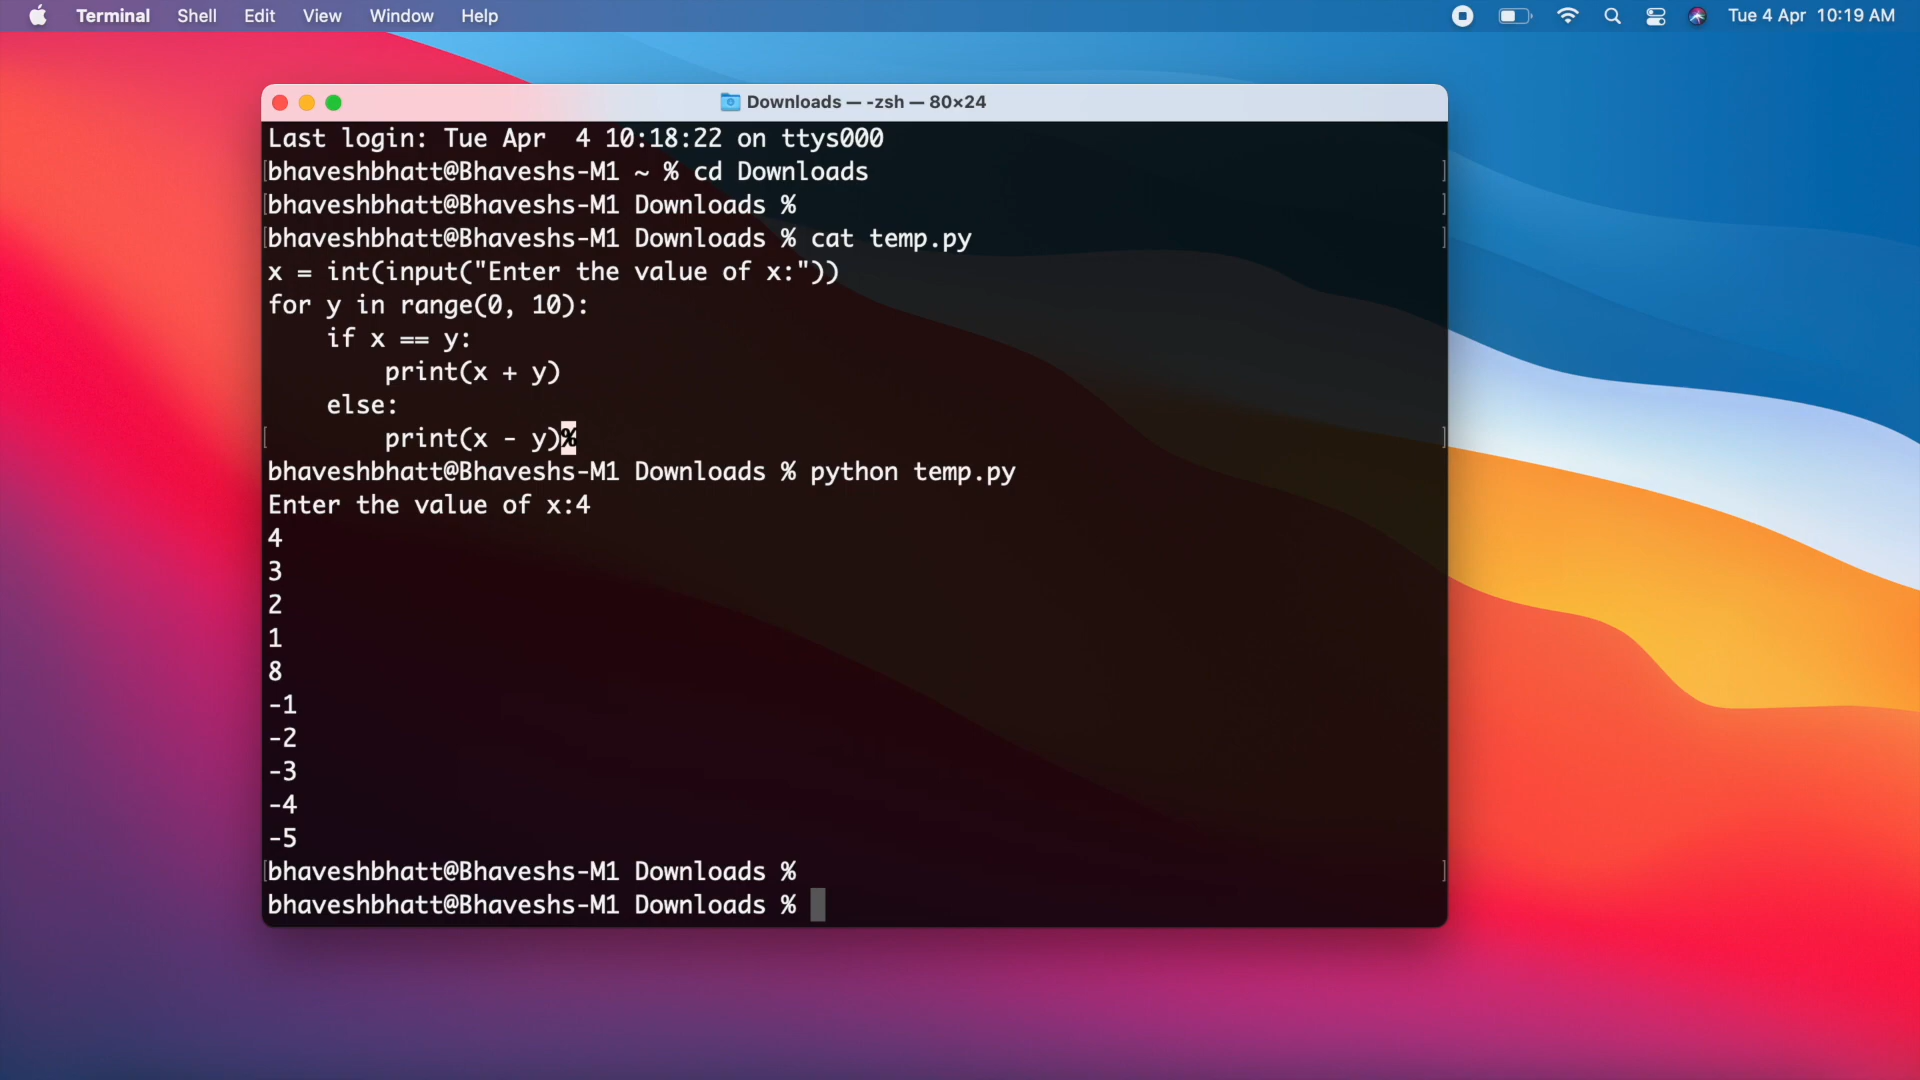 Terminal Shell Edit View Window Help Tue 4 Apr 10:19 AM
Downloads — -zsh — 80×24
Last login: Tue Apr  4 10:18:22 on ttys000
[bhaveshbhatt@Bhaveshs-M1 ~ % cd Downloads ]
[bhaveshbhatt@Bhaveshs-M1 Downloads % ]
[bhaveshbhatt@Bhaveshs-M1 Downloads % cat temp.py ]
x = int(input("Enter the value of x:"))
for y in range(0, 10):
    if x == y:
        print(x + y)
    else:
[        print(x - y)% ]
bhaveshbhatt@Bhaveshs-M1 Downloads % python temp.py
Enter the value of x:4
4
3
2
1
8
-1
-2
-3
-4
-5
[bhaveshbhatt@Bhaveshs-M1 Downloads % ]
bhaveshbhatt@Bhaveshs-M1 Downloads %